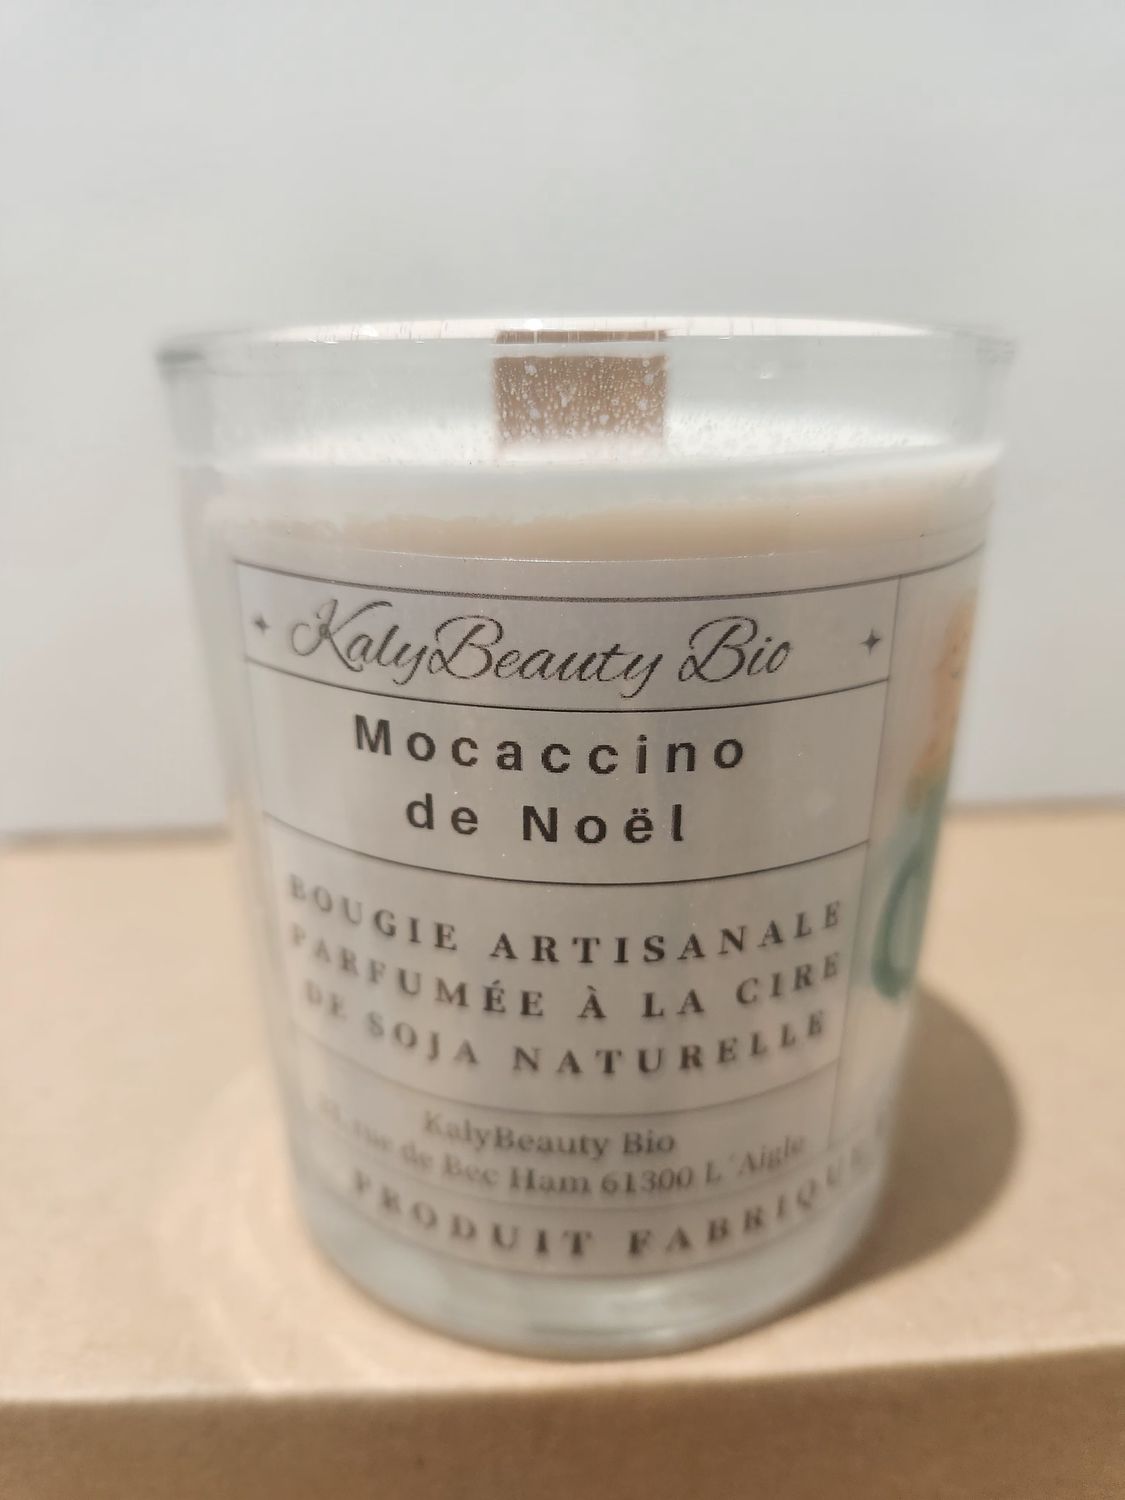 KalyBeauty Bio
Mocaccino
de Noël
BOUGIE ARTISANALE
PARFUMÉE À LA CIRE
DE SOJA NATURELLE
KalyBeauty Bio
rue de Bec Ham 61300 L'Aigle
PRODUIT